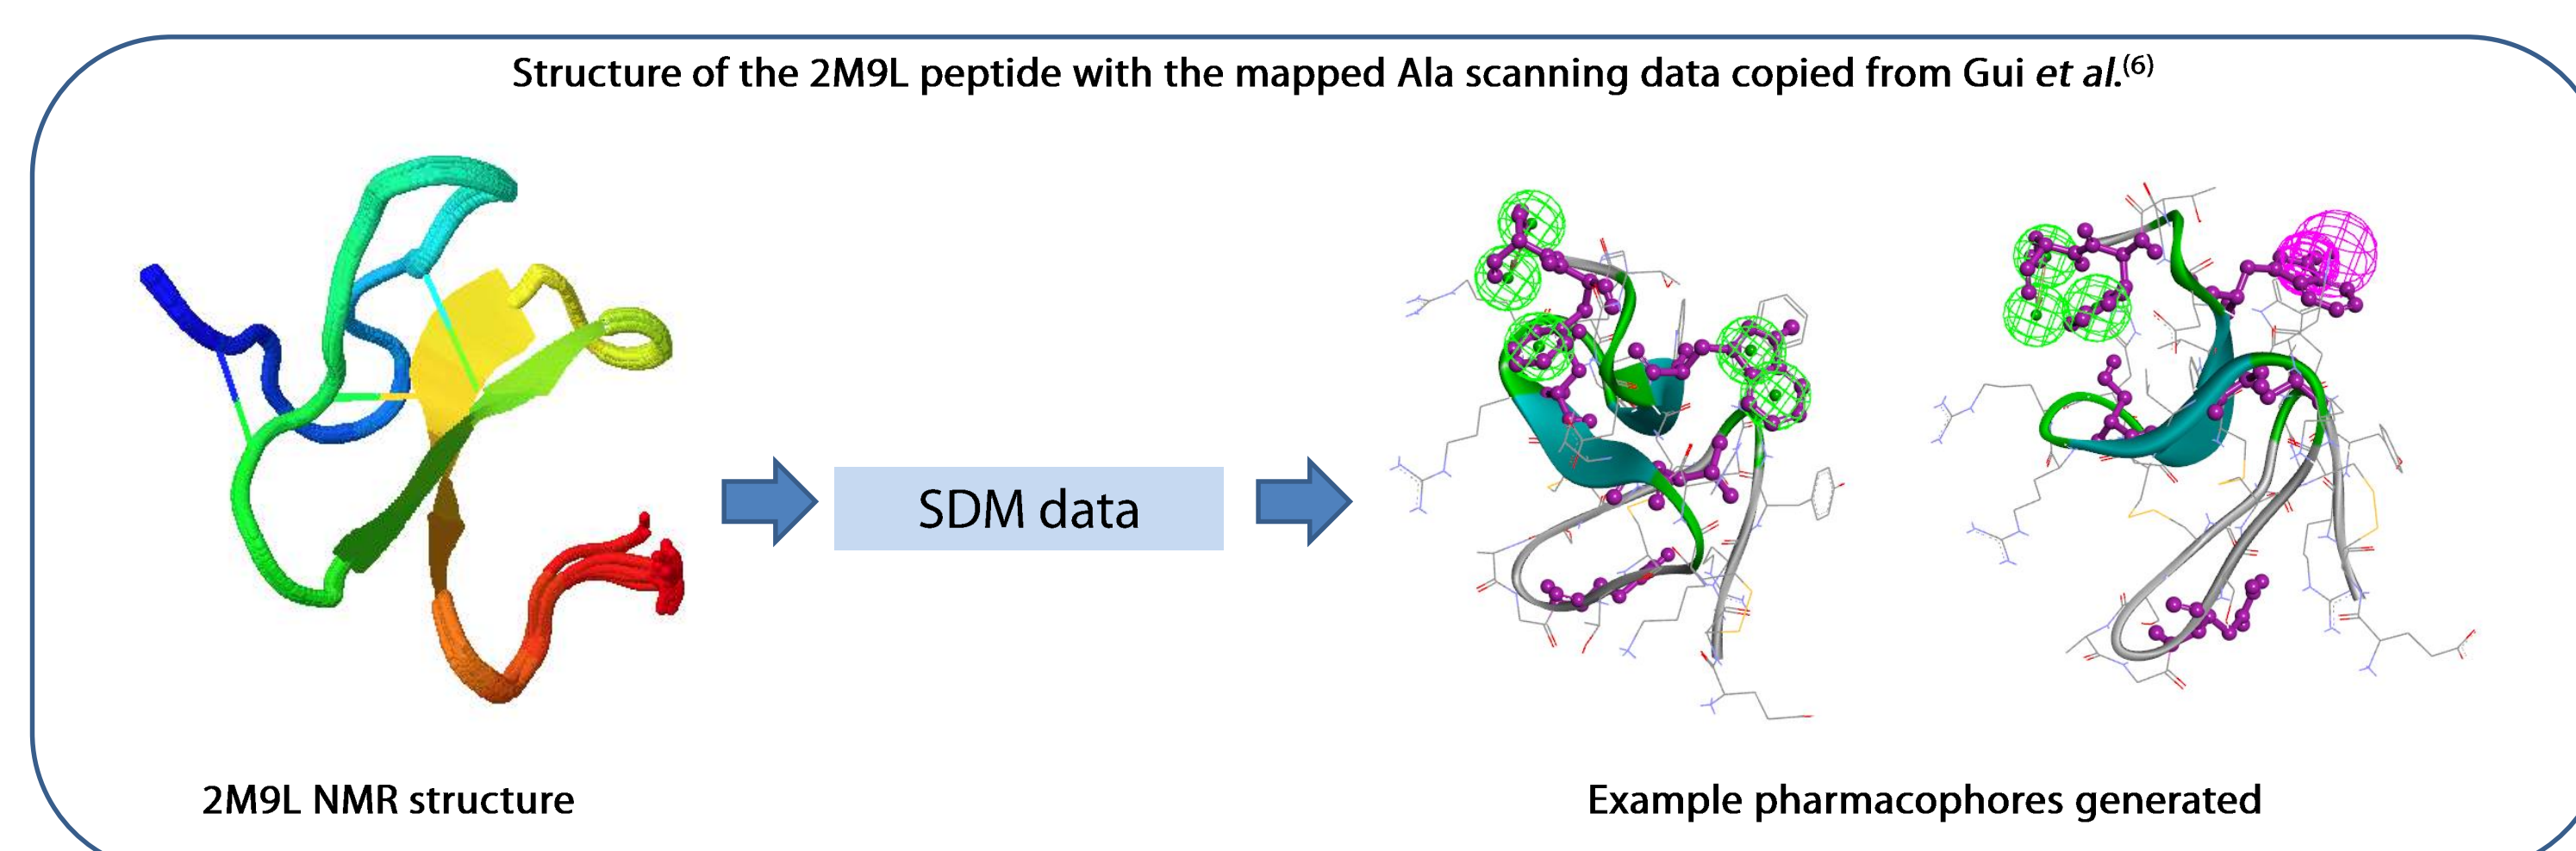 Structure of the 2M9L peptide with the mapped Ala scanning data copied from Gui et al.(6)
SDM data
2M9L NMR structure
Example pharmacophores generated